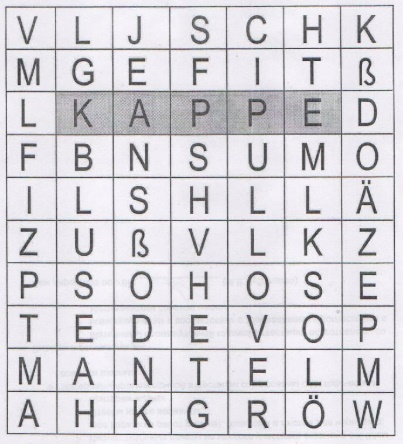 V L J S C H K
M G E F I T ß
L K A P P E D
F B N S U M O
I L S H L L Ä
Z U ß V L K Z
P S O H O S E
T E D E V O P
M A N T E L M
A H K G R Ö W